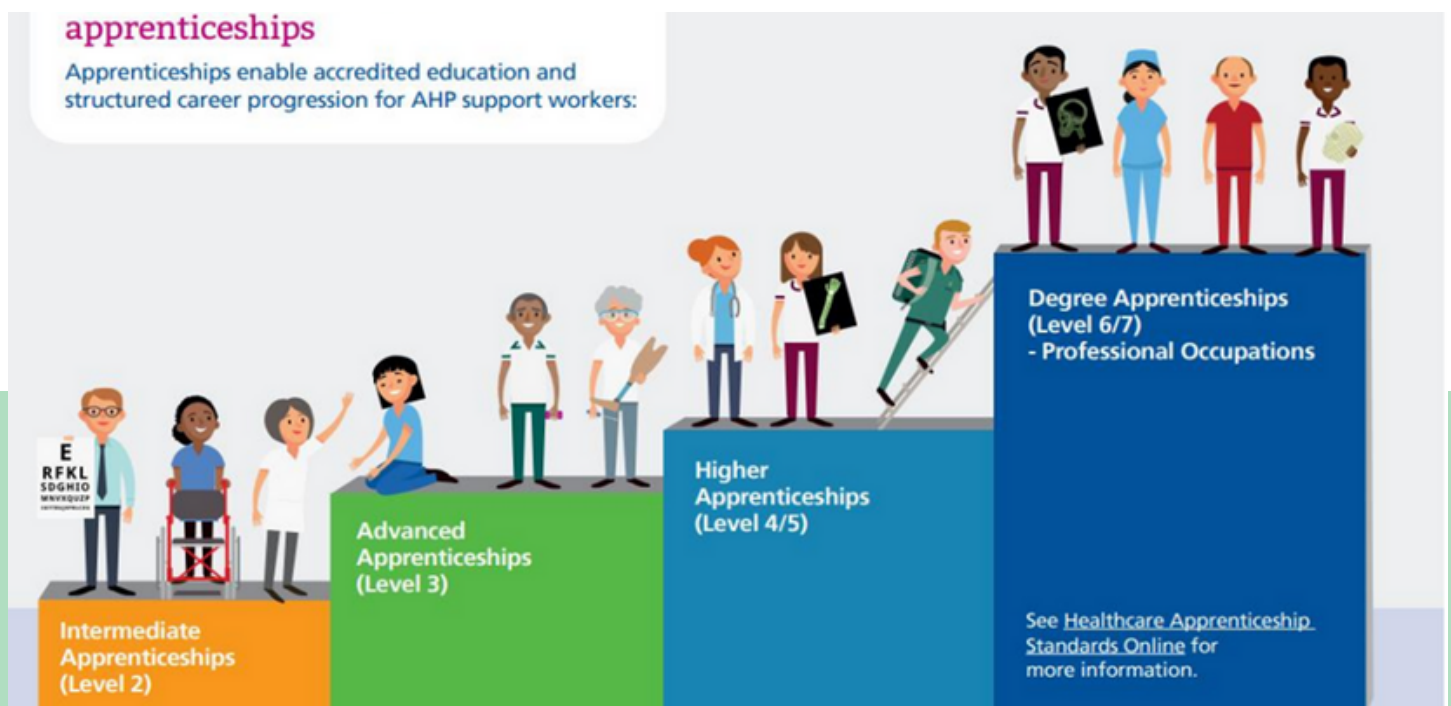 apprenticeships
Apprenticeships enable accredited education and
structured career progression for AHP support workers:
E
RFKL
SDGHIO
Intermediate
Apprenticeships
(Level 2)
Advanced
Apprenticeships
(Level 3)
Higher
Apprenticeships
(Level 4/5)
Degree Apprenticeships
(Level 6/7)
- Professional Occupations
See Healthcare Apprenticeship
Standards Online for
more information.